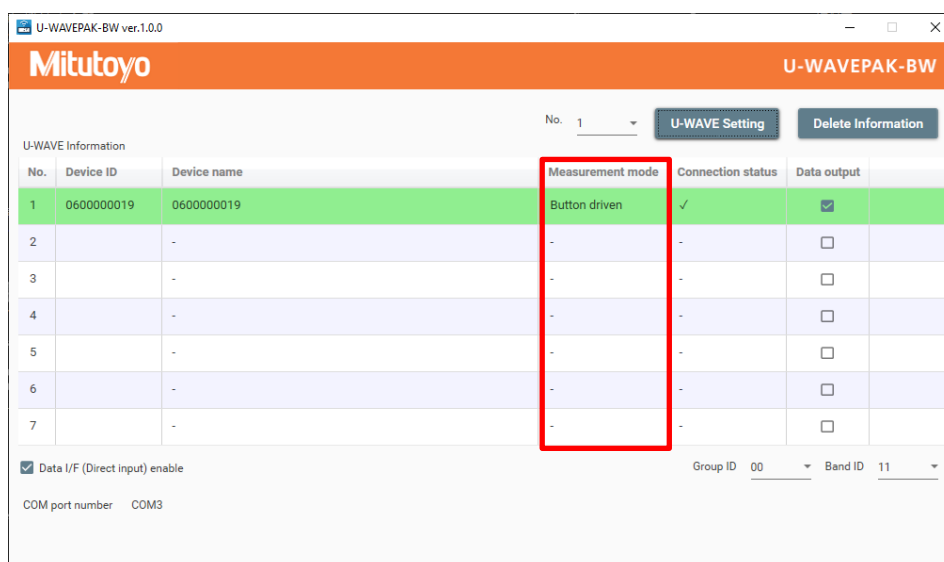 U-WAVEPAK-BW ver.1.0.0
Mitutoyo U-WAVEPAK-BW
No. 1 U-WAVE Setting Delete Information
U-WAVE Information
No. Device ID Device name Measurement mode Connection status Data output
1 0600000019 0600000019 Button driven ✓
2 - - -
3 - - -
4 - - -
5 - - -
6 - - -
7 - - -
Data I/F (Direct input) enable Group ID 00 Band ID 11
COM port number COM3